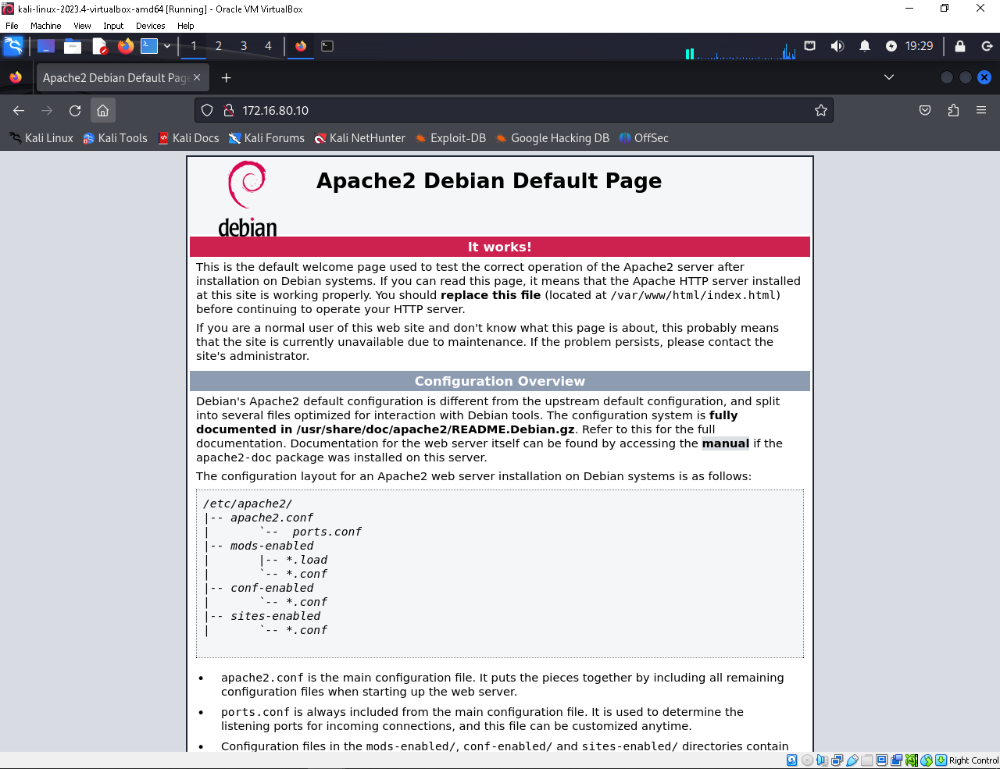 kali-linux-2023.4-virtualbox-amd64 [Running] - Oracle VM VirtualBox
File Machine View Input Devices Help
1 2 3 4 19:29
Apache2 Debian Default Pag
172.16.80.10
Kali Linux Kali Tools Kali Docs Kali Forums Kali NetHunter Exploit-DB Google Hacking DB OffSec
debian
Apache2 Debian Default Page
It works!
This is the default welcome page used to test the correct operation of the Apache2 server after
installation on Debian systems. If you can read this page, it means that the Apache HTTP server installed
at this site is working properly. You should replace this file (located at /var/www/html/index.html)
before continuing to operate your HTTP server.
If you are a normal user of this web site and don't know what this page is about, this probably means
that the site is currently unavailable due to maintenance. If the problem persists, please contact the
site's administrator.
Configuration Overview
Debian's Apache2 default configuration is different from the upstream default configuration, and split
into several files optimized for interaction with Debian tools. The configuration system is fully
documented in /usr/share/doc/apache2/README.Debian.gz. Refer to this for the full
documentation. Documentation for the web server itself can be found by accessing the manual if the
apache2-doc package was installed on this server.
The configuration layout for an Apache2 web server installation on Debian systems is as follows:
/etc/apache2/
|-- apache2.conf
|       `--  ports.conf
|-- mods-enabled
|       |-- *.load
|       `-- *.conf
|-- conf-enabled
|       `-- *.conf
|-- sites-enabled
|       `-- *.conf
• apache2.conf is the main configuration file. It puts the pieces together by including all remaining
configuration files when starting up the web server.
• ports.conf is always included from the main configuration file. It is used to determine the
listening ports for incoming connections, and this file can be customized anytime.
• Configuration files in the mods-enabled/, conf-enabled/ and sites-enabled/ directories contain
Right Control